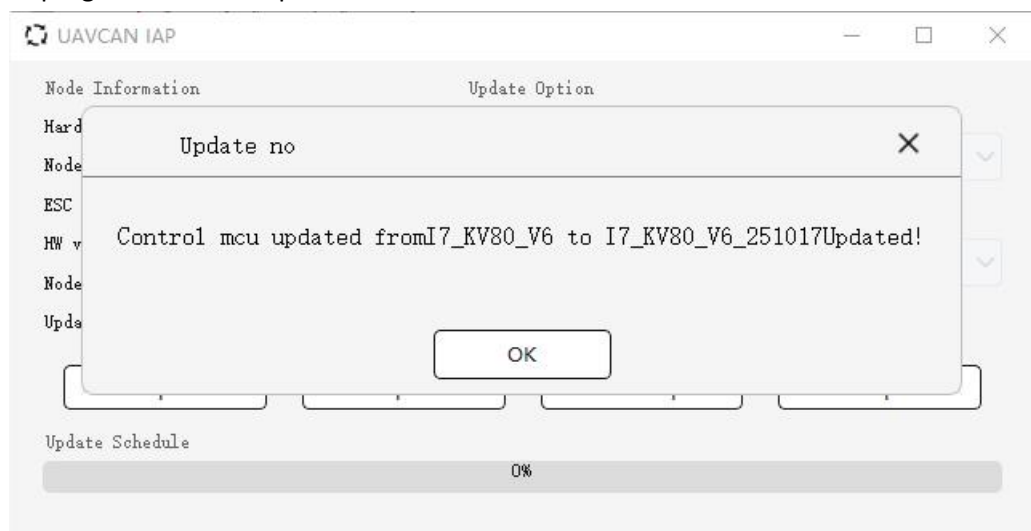 UAVCAN IAP
Node Information
Update Option
Hard
Update no
Node
ESC
Control mcu updated fromI7_KV80_V6 to I7_KV80_V6_251017Updated!
HW v
Node
Upda
OK
Update Schedule
0%